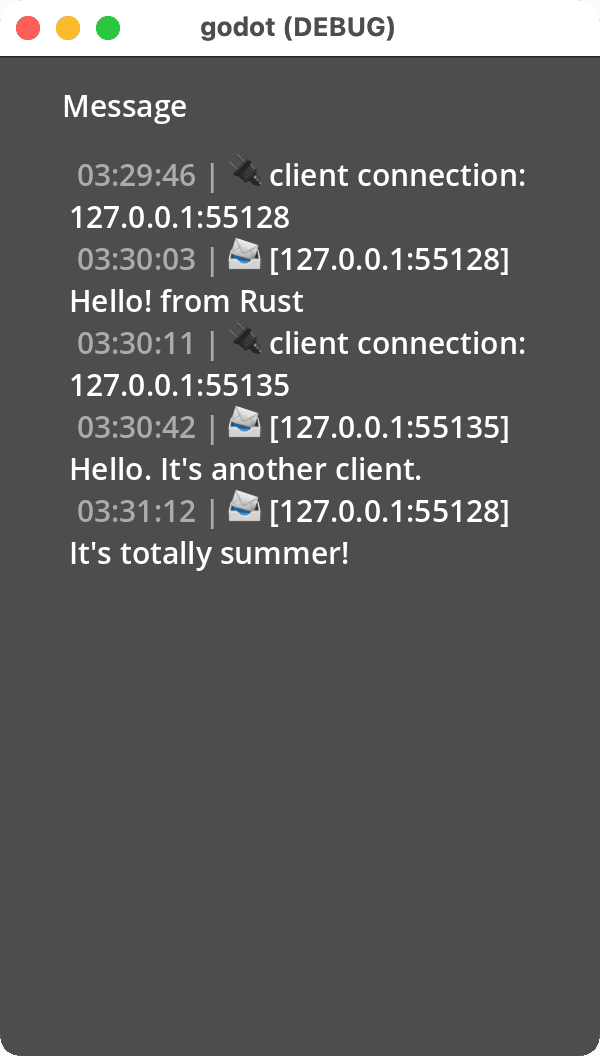 godot (DEBUG)
Message
03:29:46 | 🔌 client connection:
127.0.0.1:55128
03:30:03 | 📨 [127.0.0.1:55128]
Hello! from Rust
03:30:11 | 🔌 client connection:
127.0.0.1:55135
03:30:42 | 📨 [127.0.0.1:55135]
Hello. It's another client.
03:31:12 | 📨 [127.0.0.1:55128]
It's totally summer!